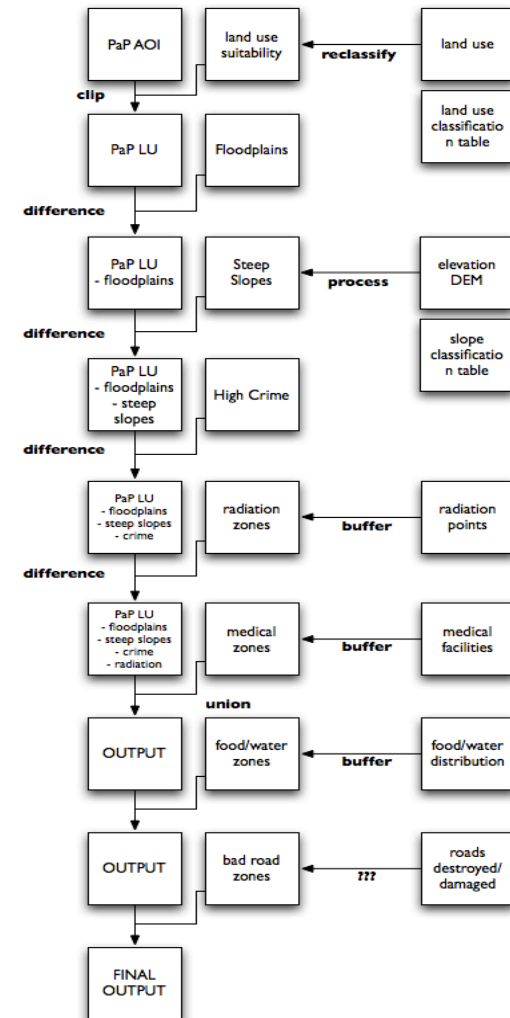 PaP AOI
land use
suitability
reclassify
land use
clip
land use
classificatio
n table
PaP LU
Floodplains
difference
PaP LU
- floodplains
Steep
Slopes
process
elevation
DEM
difference
slope
classificatio
n table
PaP LU
- floodplains
- steep
slopes
High Crime
difference
PaP LU
- floodplains
- steep slopes
- crime
radiation
zones
buffer
radiation
points
difference
PaP LU
- floodplains
- steep slopes
- crime
- radiation
medical
zones
buffer
medical
facilities
union
OUTPUT
food/water
zones
buffer
food/water
distribution
OUTPUT
bad road
zones
???
roads
destroyed/
damaged
FINAL
OUTPUT